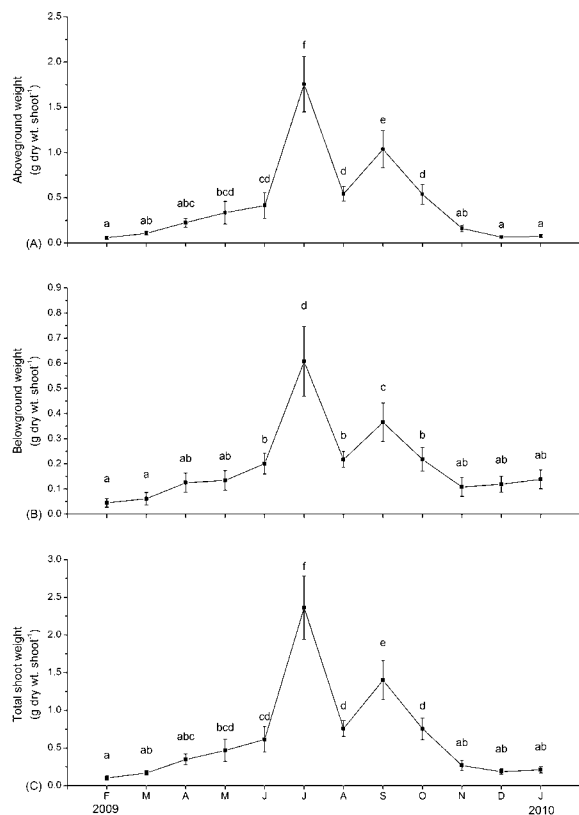 2.5
2.0
1.5
1.0
0.5
0.0
Aboveground weight
(g dry wt. shoot⁻¹)
(A)
a ab abc bcd cd f d e d ab a a
0.9
0.8
0.7
0.6
0.5
0.4
0.3
0.2
0.1
0.0
Belowground weight
(g dry wt. shoot⁻¹)
(B)
a a ab ab b d b c b ab ab ab
3.0
2.5
2.0
1.5
1.0
0.5
0.0
Total shoot weight
(g dry wt. shoot⁻¹)
(C)
a ab abc bcd cd f d e d ab ab ab
F M A M J J A S O N D J
2009 2010